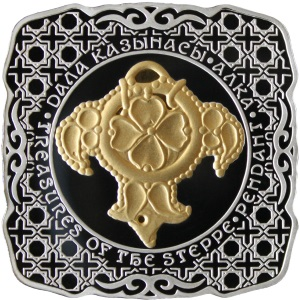 ДАЛА ҚАЗЫНАСЫ · АЛҚА ·
TREASURES OF THE STEPPE · PENDANT ·